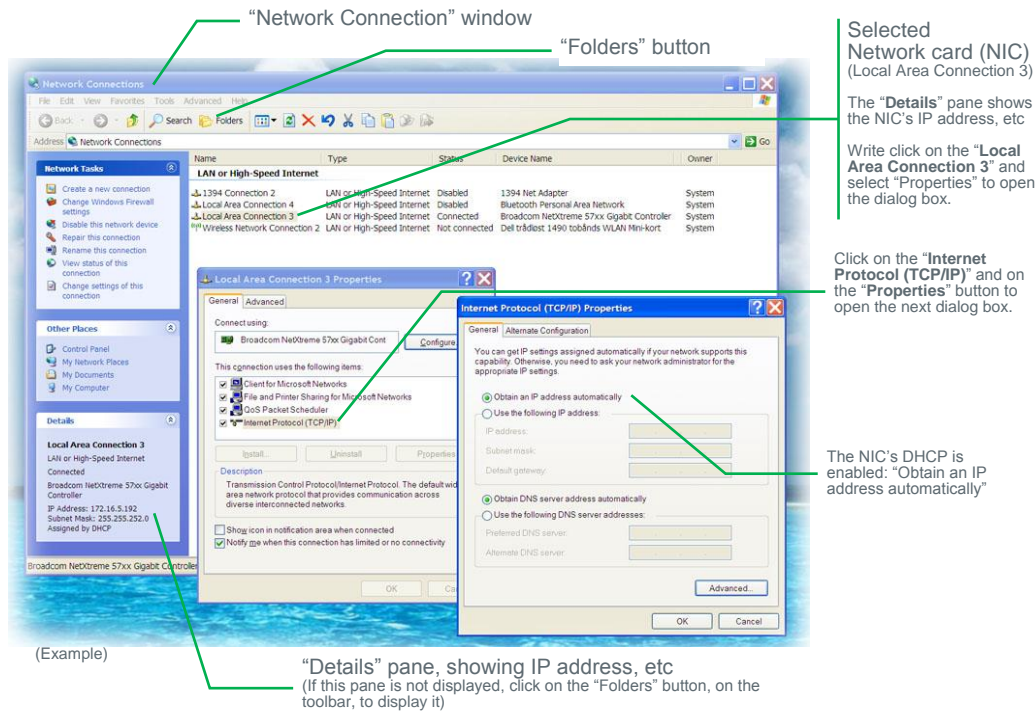 “Network Connection” window
“Folders” button
Selected
Network card (NIC)
(Local Area Connection 3)
The “Details” pane shows
the NIC’s IP address, etc
Write click on the “Local
Area Connection 3” and
select “Properties” to open
the dialog box.
Click on the “Internet
Protocol (TCP/IP)” and on
the “Properties” button to
open the next dialog box.
The NIC’s DHCP is
enabled: “Obtain an IP
address automatically”
Network Connections
File Edit View Favorites Tools Advanced Help
Back Search Folders
Address Network Connections Go
Name Type Status Device Name Owner
LAN or High-Speed Internet
1394 Connection 2 LAN or High-Speed Internet Disabled 1394 Net Adapter System
Local Area Connection 4 LAN or High-Speed Internet Disabled Bluetooth Personal Area Network System
Local Area Connection 3 LAN or High-Speed Internet Connected Broadcom NetXtreme 57xx Gigabit Controller System
Wireless Network Connection 2 LAN or High-Speed Internet Not connected Dell trådløst 1490 tobånds WLAN Mini-kort System
Network Tasks
Create a new connection
Change Windows Firewall
settings
Disable this network device
Repair this connection
Rename this connection
View status of this
connection
Change settings of this
connection
Other Places
Control Panel
My Network Places
My Documents
My Computer
Details
Local Area Connection 3
LAN or High-Speed Internet
Connected
Broadcom NetXtreme 57xx Gigabit
Controller
IP Address: 172.16.5.192
Subnet Mask: 255.255.252.0
Assigned by DHCP
Broadcom NetXtreme 57xx Gigabit Controller
Local Area Connection 3 Properties
General Advanced
Connect using:
Broadcom NetXtreme 57xx Gigabit Cont
Configure.
This connection uses the following items:
Client for Microsoft Networks
File and Printer Sharing for Microsoft Networks
QoS Packet Scheduler
Internet Protocol (TCP/IP)
Install... Uninstall Properties
Description
Transmission Control Protocol/Internet Protocol. The default wid
area network protocol that provides communication across
diverse interconnected networks.
Show icon in notification area when connected
Notify me when this connection has limited or no connectivity
OK Ca
Internet Protocol (TCP/IP) Properties
General Alternate Configuration
You can get IP settings assigned automatically if your network supports this
capability. Otherwise, you need to ask your network administrator for the
appropriate IP settings.
Obtain an IP address automatically
Use the following IP address:
IP address:
Subnet mask:
Default gateway:
Obtain DNS server address automatically
Use the following DNS server addresses:
Preferred DNS server:
Alternate DNS server:
Advanced...
OK Cancel
(Example)
“Details” pane, showing IP address, etc
(If this pane is not displayed, click on the “Folders” button, on the
toolbar, to display it)